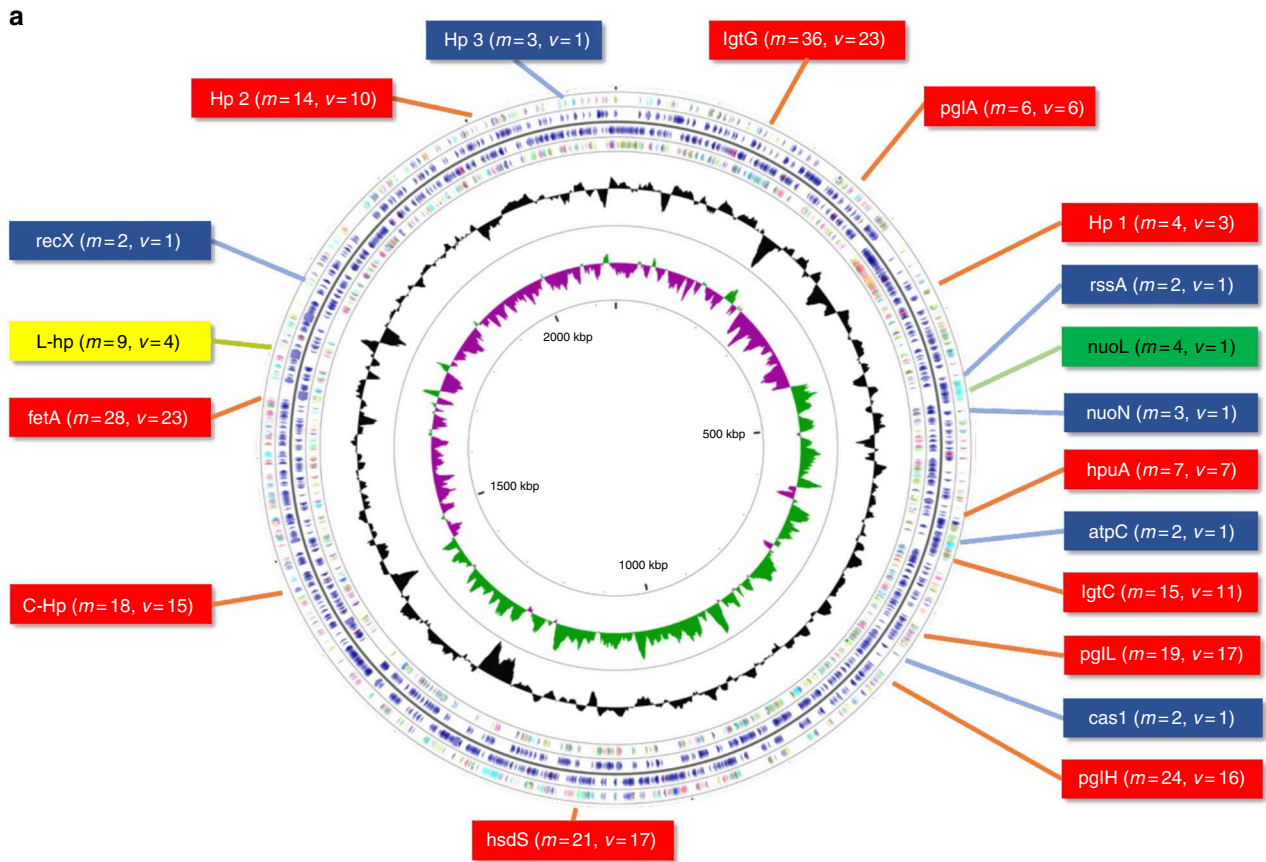 a
Hp 3 (m=3, v=1)
lgtG (m=36, v=23)
Hp 2 (m=14, v=10)
pglA (m=6, v=6)
Hp 1 (m=4, v=3)
recX (m=2, v=1)
rssA (m=2, v=1)
L-hp (m=9, v=4)
nuoL (m=4, v=1)
fetA (m=28, v=23)
nuoN (m=3, v=1)
hpuA (m=7, v=7)
atpC (m=2, v=1)
C-Hp (m=18, v=15)
lgtC (m=15, v=11)
pglL (m=19, v=17)
cas1 (m=2, v=1)
pglH (m=24, v=16)
hsdS (m=21, v=17)
2000 kbp
500 kbp
1500 kbp
1000 kbp